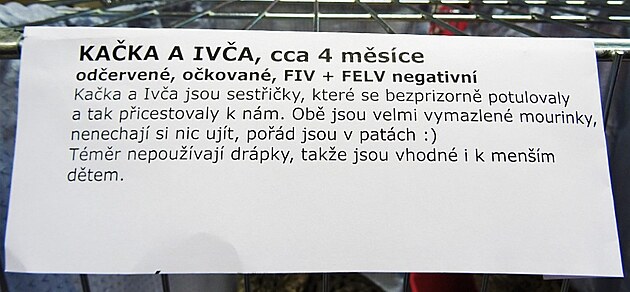 KAČKA A IVČA, cca 4 měsíce
odčervené, očkované, FIV + FELV negativní
Kačka a Ivča jsou sestřičky, které se bezprizorně potulovaly
a tak přicestovaly k nám. Obě jsou velmi vymazlené mourinky,
nenechají si nic ujít, pořád jsou v patách :)
Téměr nepoužívají drápky, takže jsou vhodné i k menším
dětem.